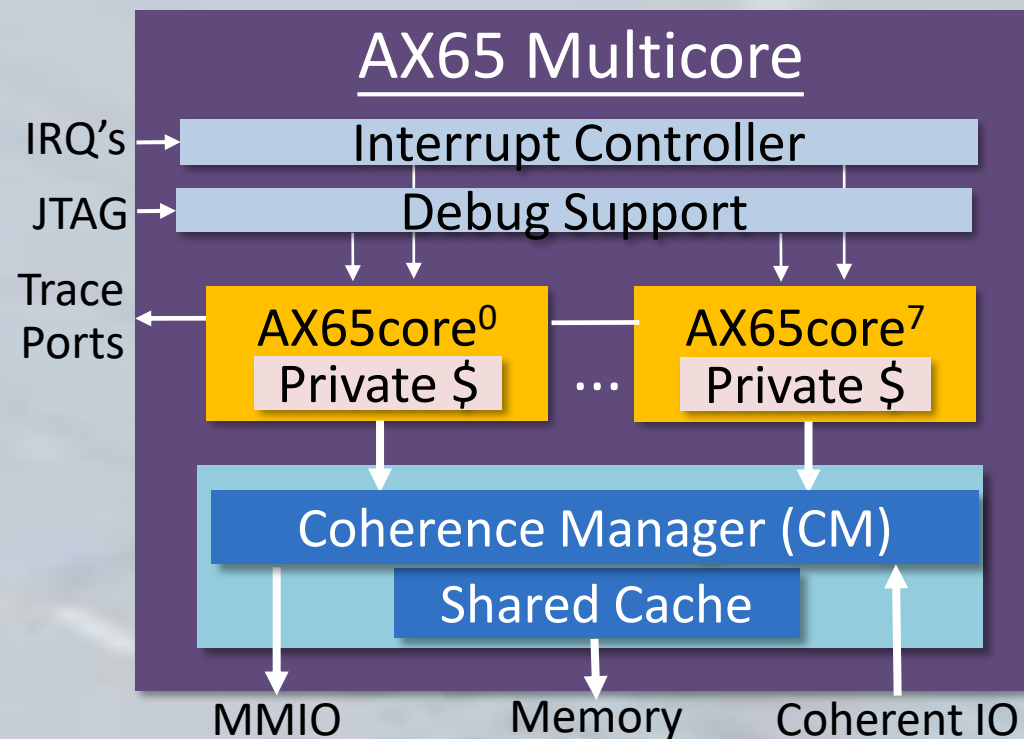 AX65 Multicore
IRQ's
Interrupt Controller
JTAG
Debug Support
Trace
Ports
AX65core⁰
Private $
...
AX65core⁷
Private $
Coherence Manager (CM)
Shared Cache
MMIO
Memory
Coherent IO